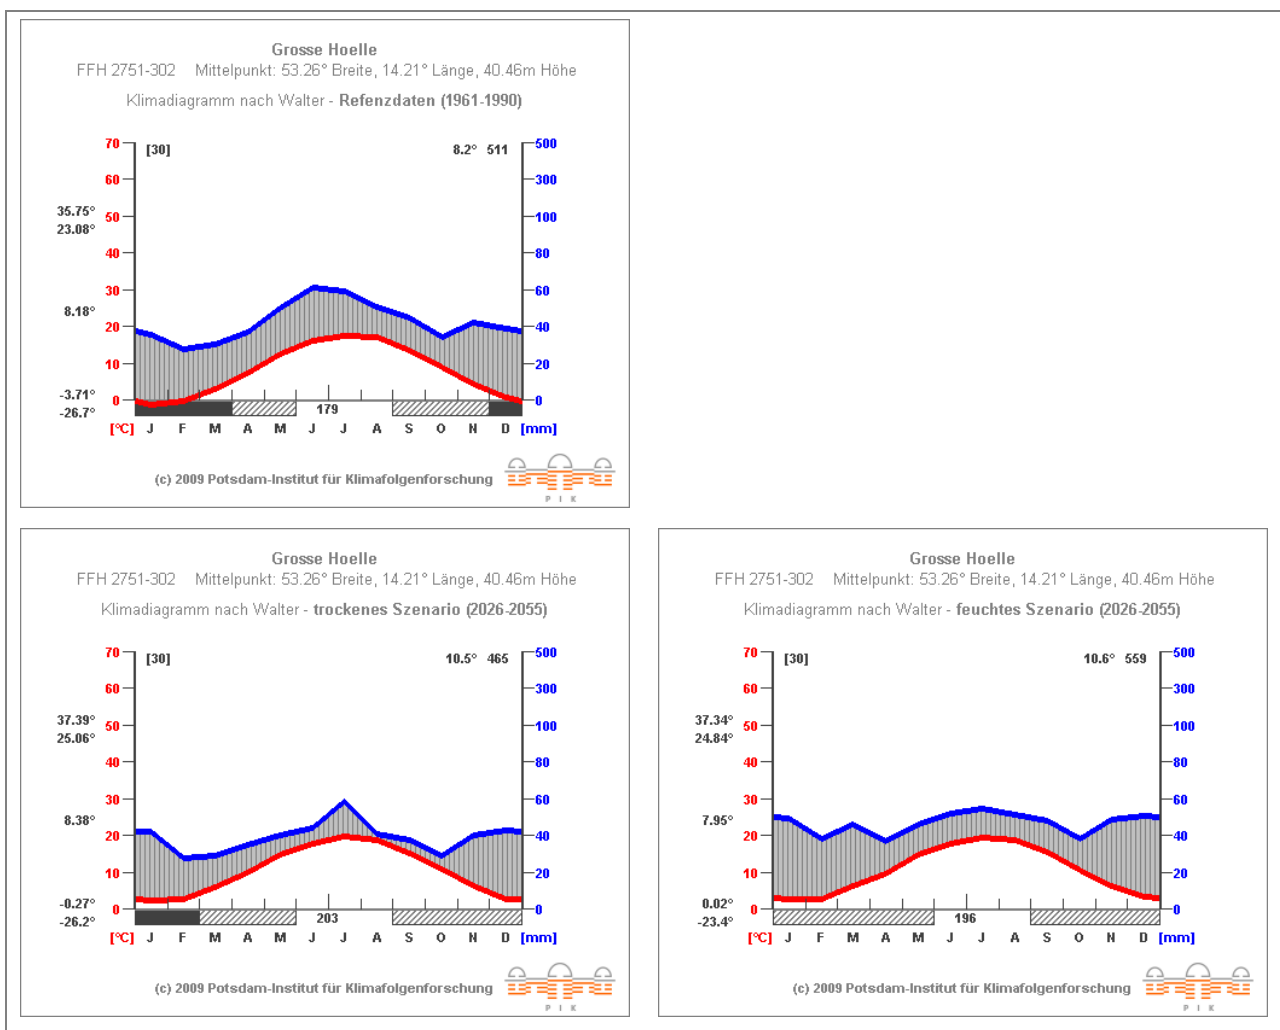 Grosse Hoelle
FFH 2751-302 Mittelpunkt: 53.26° Breite, 14.21° Länge, 40.46m Höhe
Klimadiagramm nach Walter - Refenzdaten (1961-1990)
70 [30] 8.2° 511 500
60 300
35.75° 50 100
23.08°
40 80
30 60
8.18° 20 40
10 20
-3.71° 0 0
-26.7° 179
[°C] J F M A M J J A S O N D [mm]
(c) 2009 Potsdam-Institut für Klimafolgenforschung
P I K
Grosse Hoelle
FFH 2751-302 Mittelpunkt: 53.26° Breite, 14.21° Länge, 40.46m Höhe
Klimadiagramm nach Walter - trockenes Szenario (2026-2055)
70 [30] 10.5° 465 500
60 300
37.39° 50 100
25.06°
40 80
30 60
8.38° 20 40
10 20
-0.27° 0 0
-26.2° 203
[°C] J F M A M J J A S O N D [mm]
(c) 2009 Potsdam-Institut für Klimafolgenforschung
P I K
Grosse Hoelle
FFH 2751-302 Mittelpunkt: 53.26° Breite, 14.21° Länge, 40.46m Höhe
Klimadiagramm nach Walter - feuchtes Szenario (2026-2055)
70 [30] 10.6° 559 500
60 300
37.34° 50 100
24.84°
40 80
30 60
7.95° 20 40
10 20
0.02° 0 0
-23.4° 196
[°C] J F M A M J J A S O N D [mm]
(c) 2009 Potsdam-Institut für Klimafolgenforschung
P I K